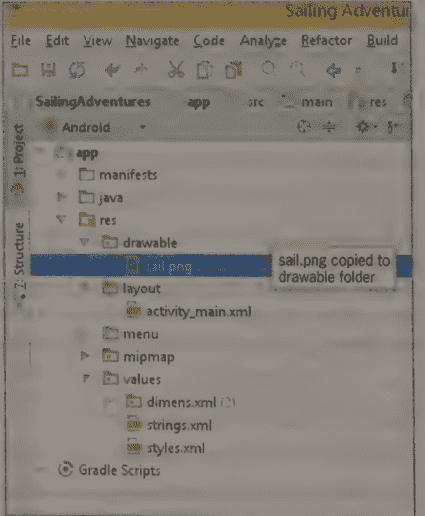 Sailing Adventur
File Edit View Navigate Code Analyze Refactor Build
SailingAdventures app src main res
Android
1: Project
7: Structure
app
manifests
java
res
drawable
sail.png
sail.png copied to
drawable folder
layout
activity_main.xml
menu
mipmap
values
dimens.xml (2)
strings.xml
styles.xml
Gradle Scripts